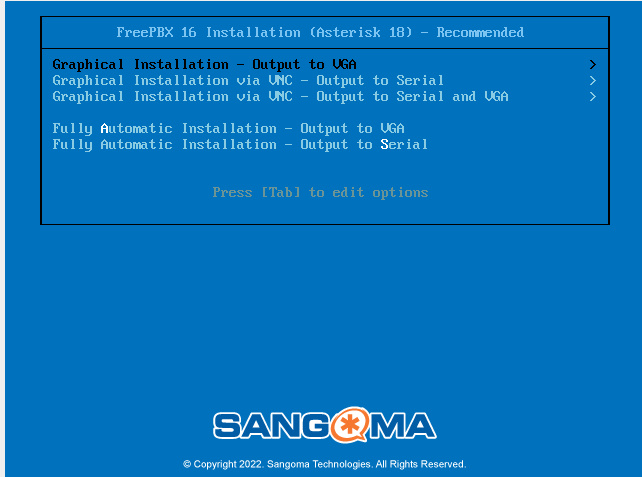 FreePBX 16 Installation (Asterisk 18) - Recommended
Graphical Installation - Output to VGA >
Graphical Installation via VNC - Output to Serial >
Graphical Installation via VNC - Output to Serial and VGA >
Fully Automatic Installation - Output to VGA
Fully Automatic Installation - Output to Serial
Press [Tab] to edit options
SANGOMA
© Copyright 2022. Sangoma Technologies. All Rights Reserved.